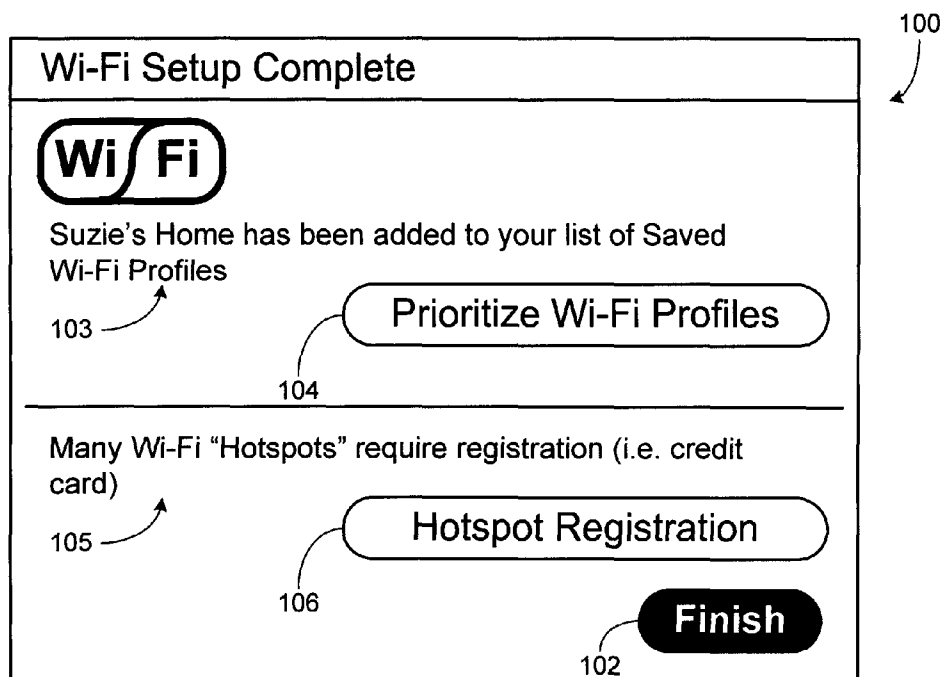 100
Wi-Fi Setup Complete
Wi Fi
Suzie's Home has been added to your list of Saved
Wi-Fi Profiles
103
Prioritize Wi-Fi Profiles
104
Many Wi-Fi “Hotspots” require registration (i.e. credit
card)
105
Hotspot Registration
106
Finish
102